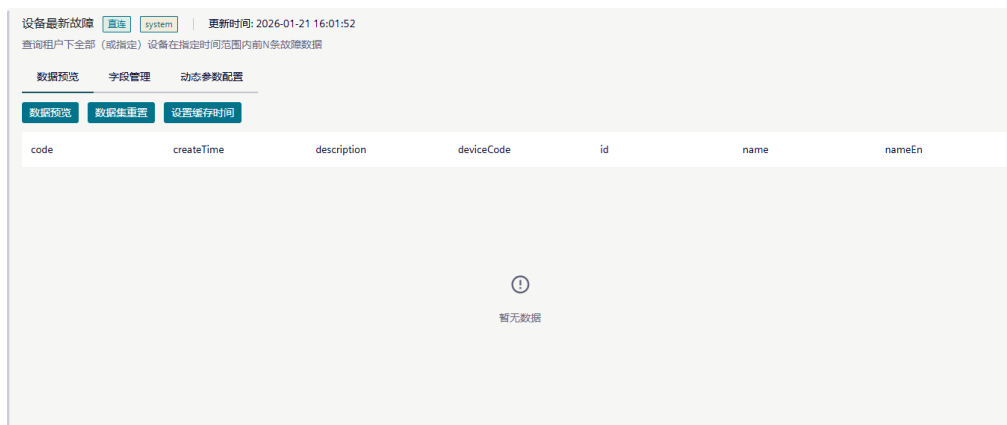 设备最新故障 直连 system 更新时间: 2026-01-21 16:01:52
查询租户下全部（或指定）设备在指定时间范围内前N条故障数据
数据预览 字段管理 动态参数配置
数据预览 数据集重置 设置缓存时间
code createTime description deviceCode id name nameEn
暂无数据